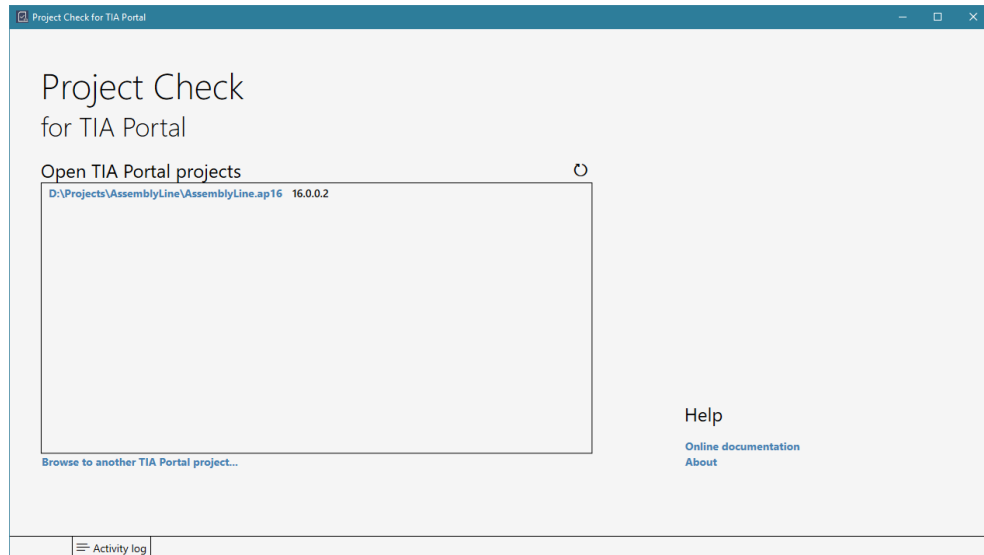 Project Check for TIA Portal
Project Check
for TIA Portal
Open TIA Portal projects
D:\Projects\AssemblyLine\AssemblyLine.ap16 16.0.0.2
Browse to another TIA Portal project...
Help
Online documentation
About
Activity log